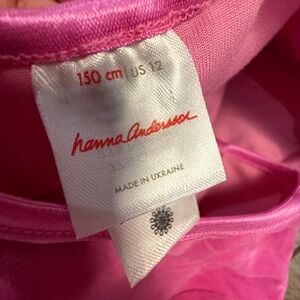 150 cm | US 12
hanna andersson
MADE IN UKRAINE